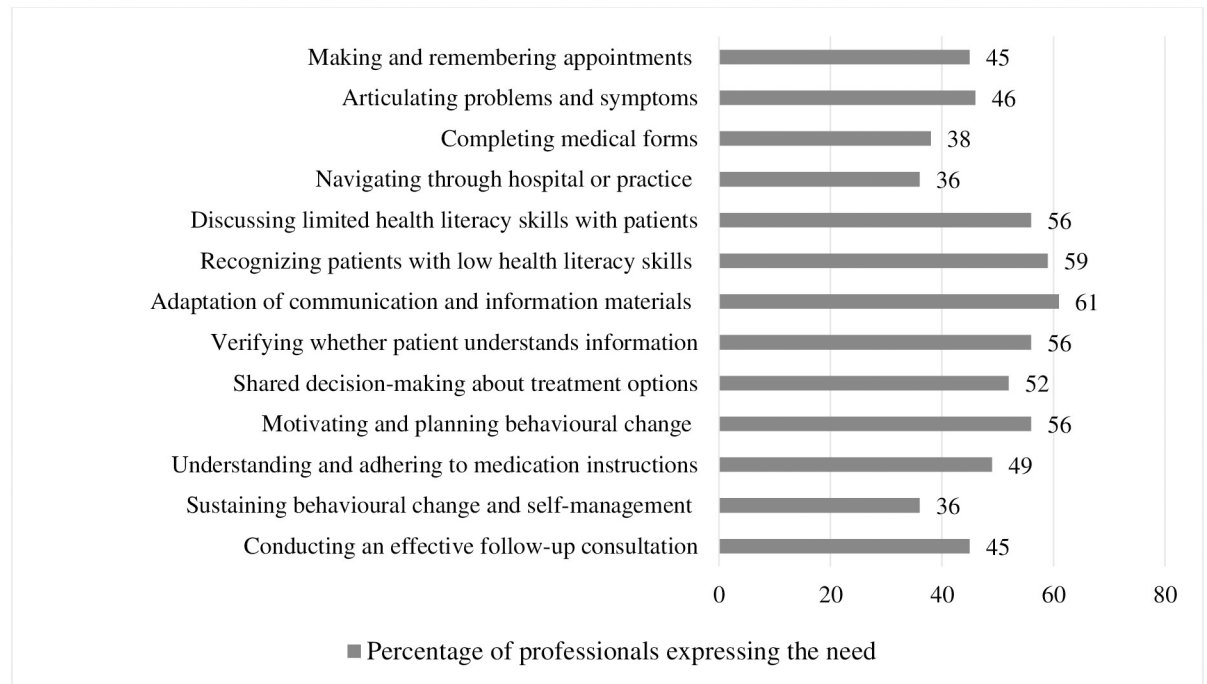 Making and remembering appointments 45
Articulating problems and symptoms 46
Completing medical forms 38
Navigating through hospital or practice 36
Discussing limited health literacy skills with patients 56
Recognizing patients with low health literacy skills 59
Adaptation of communication and information materials 61
Verifying whether patient understands information 56
Shared decision-making about treatment options 52
Motivating and planning behavioural change 56
Understanding and adhering to medication instructions 49
Sustaining behavioural change and self-management 36
Conducting an effective follow-up consultation 45
0 20 40 60 80
Percentage of professionals expressing the need